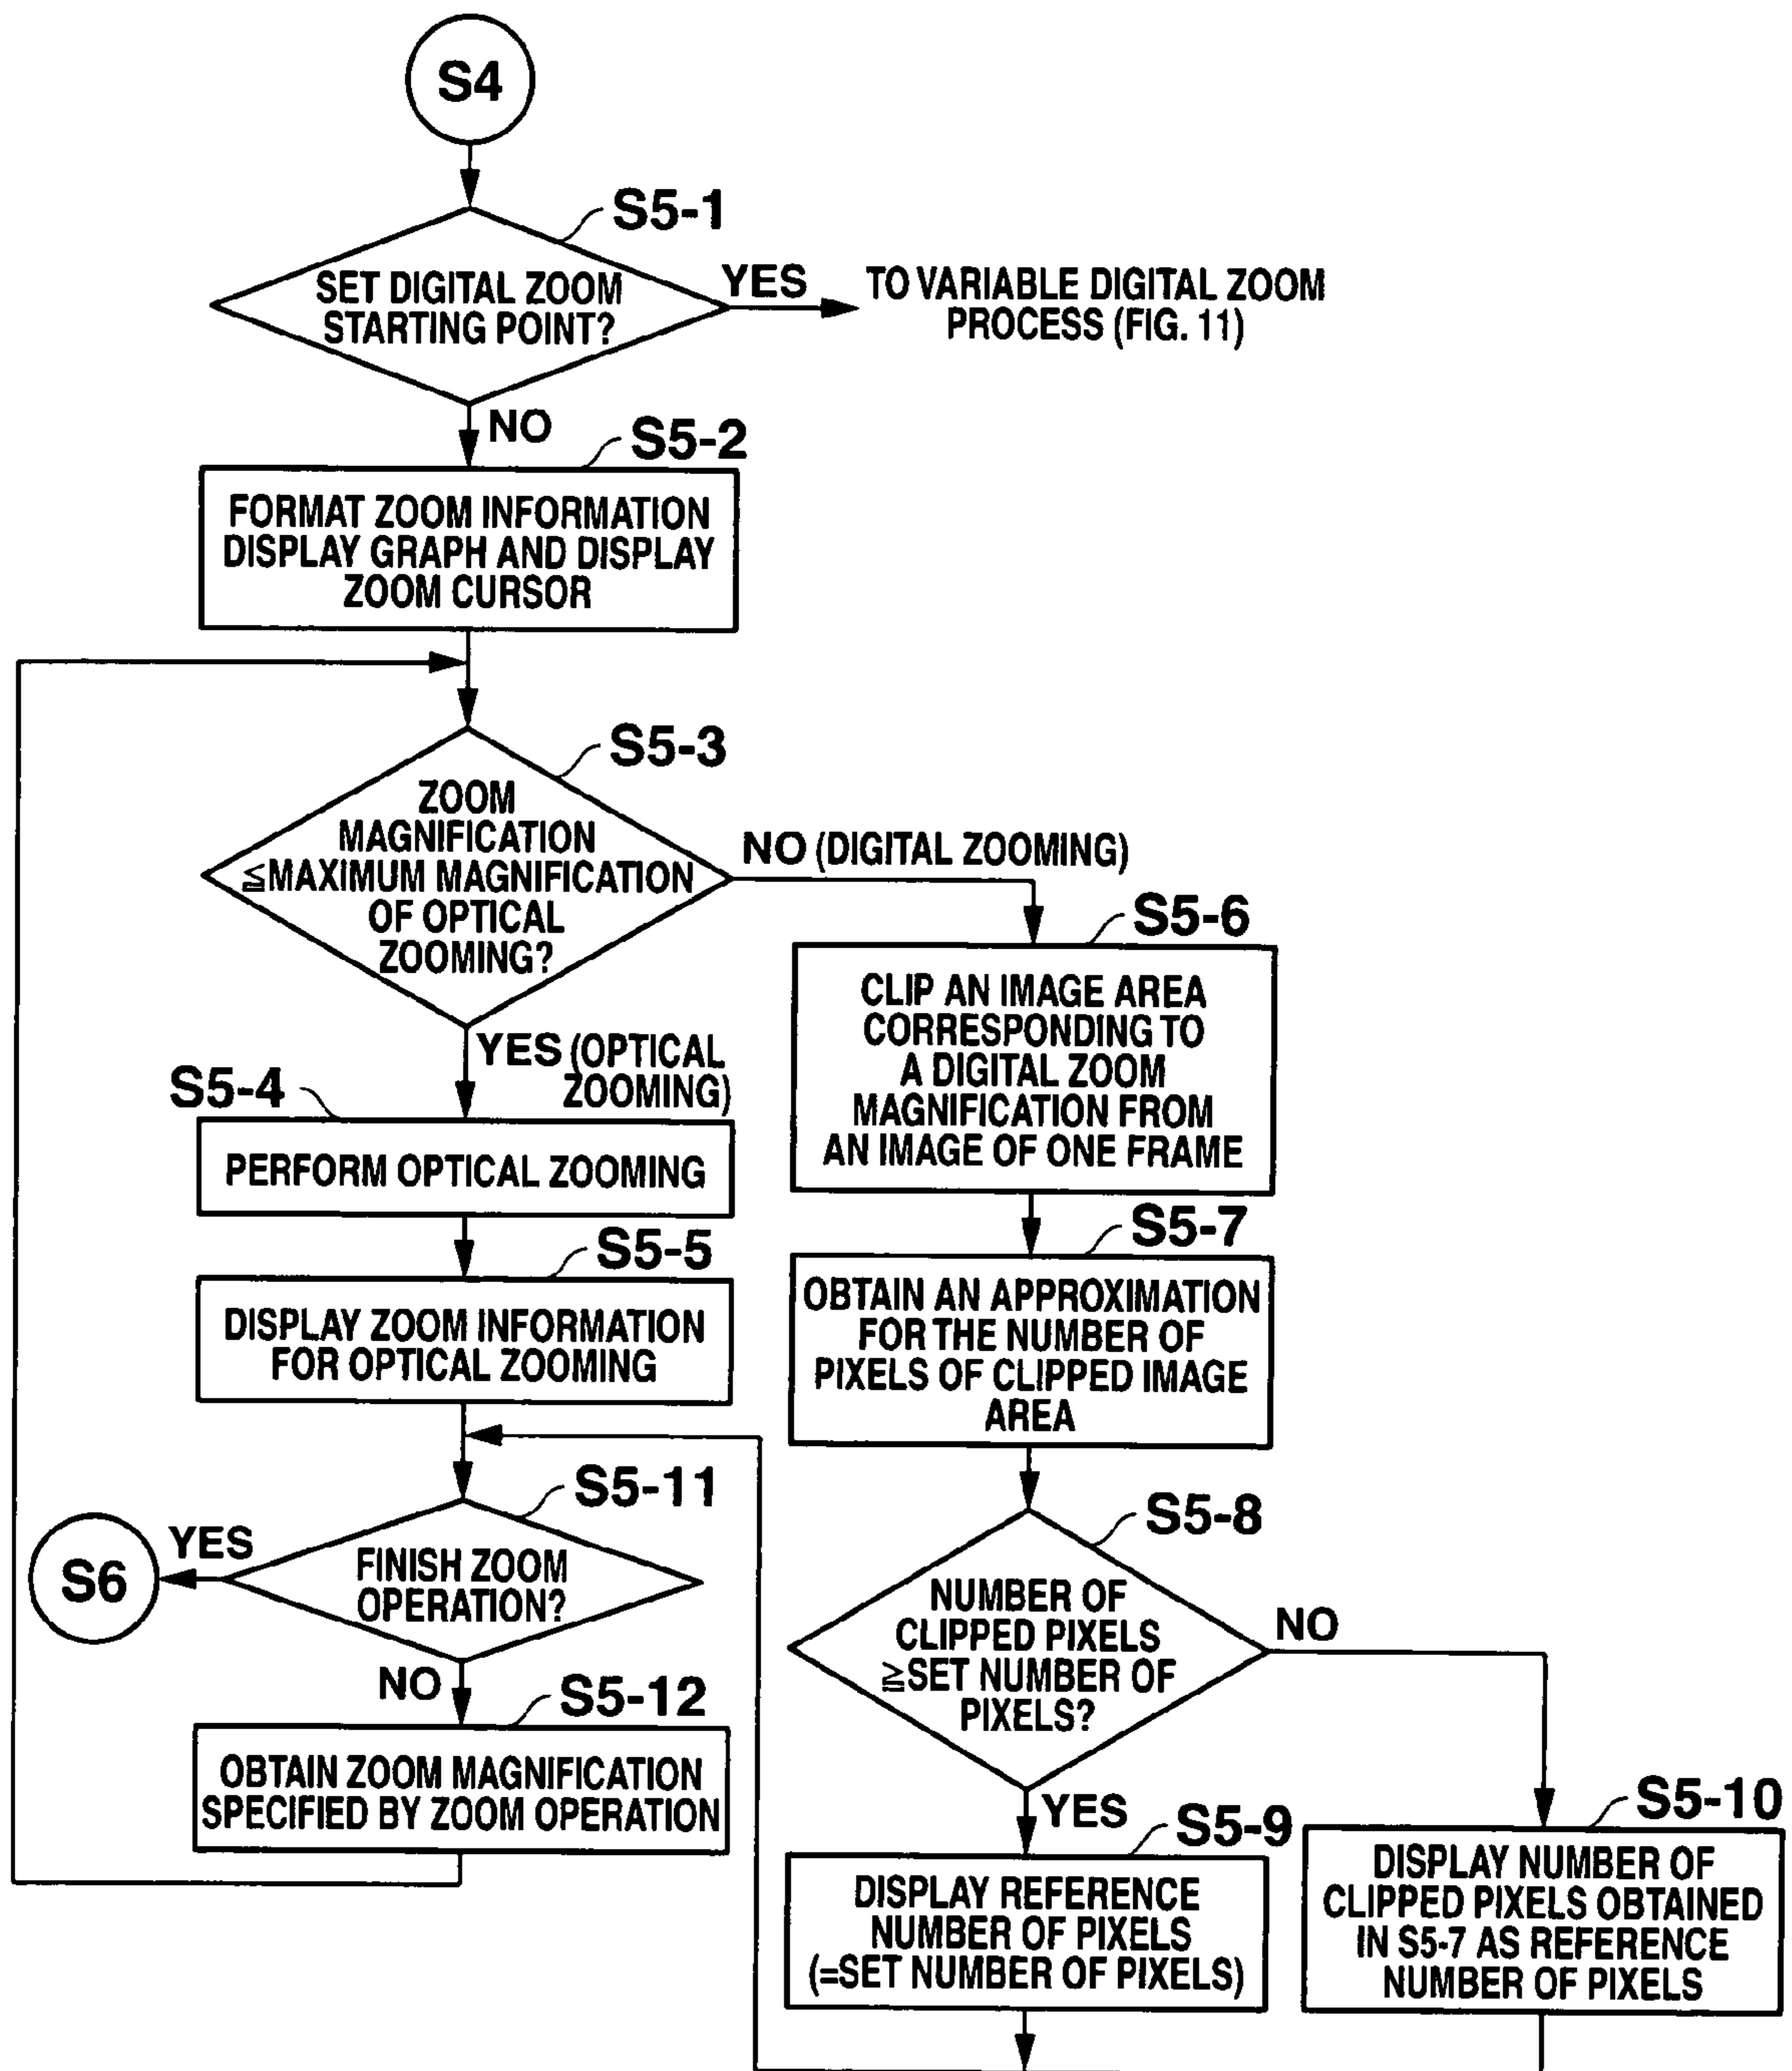 S4
S5-1
SET DIGITAL ZOOM
STARTING POINT?
YES
TO VARIABLE DIGITAL ZOOM
PROCESS (FIG. 11)
NO
S5-2
FORMAT ZOOM INFORMATION
DISPLAY GRAPH AND DISPLAY
ZOOM CURSOR
S5-3
ZOOM
MAGNIFICATION
≦MAXIMUM MAGNIFICATION
OF OPTICAL
ZOOMING?
NO (DIGITAL ZOOMING)
YES (OPTICAL
ZOOMING)
S5-4
PERFORM OPTICAL ZOOMING
S5-5
DISPLAY ZOOM INFORMATION
FOR OPTICAL ZOOMING
S5-6
CLIP AN IMAGE AREA
CORRESPONDING TO
A DIGITAL ZOOM
MAGNIFICATION FROM
AN IMAGE OF ONE FRAME
S5-7
OBTAIN AN APPROXIMATION
FOR THE NUMBER OF
PIXELS OF CLIPPED IMAGE
AREA
S5-8
NUMBER OF
CLIPPED PIXELS
≧SET NUMBER OF
PIXELS?
NO
YES
S5-9
DISPLAY REFERENCE
NUMBER OF PIXELS
(=SET NUMBER OF PIXELS)
S5-10
DISPLAY NUMBER OF
CLIPPED PIXELS OBTAINED
IN S5-7 AS REFERENCE
NUMBER OF PIXELS
S5-11
FINISH ZOOM
OPERATION?
YES
S6
NO
S5-12
OBTAIN ZOOM MAGNIFICATION
SPECIFIED BY ZOOM OPERATION